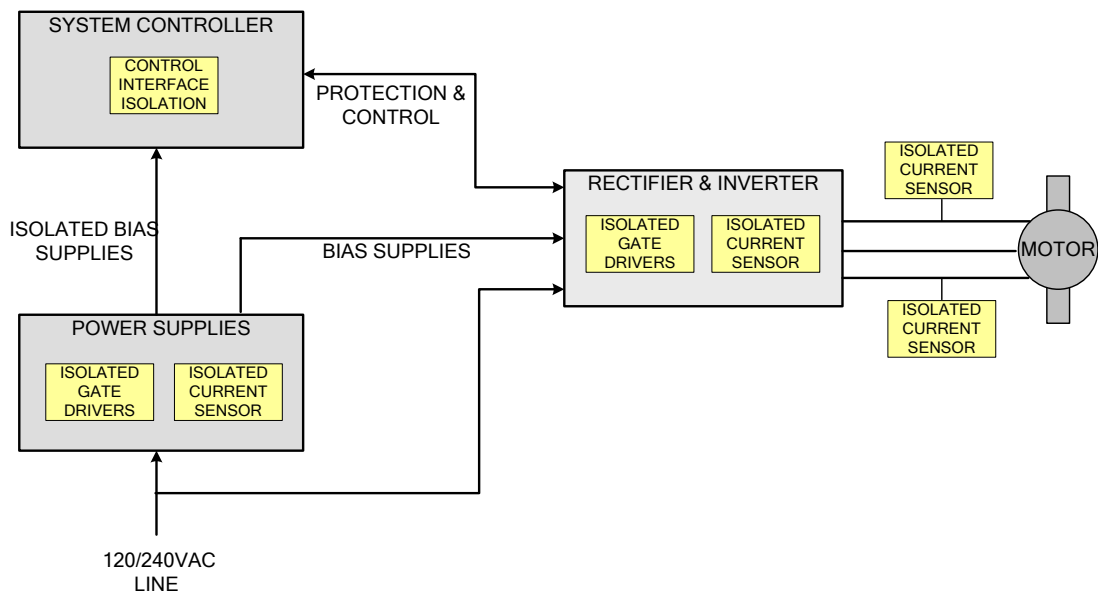 SYSTEM CONTROLLER
CONTROL
INTERFACE
ISOLATION
PROTECTION &
CONTROL
ISOLATED BIAS
SUPPLIES
BIAS SUPPLIES
RECTIFIER & INVERTER
ISOLATED
GATE
DRIVERS
ISOLATED
CURRENT
SENSOR
ISOLATED
CURRENT
SENSOR
MOTOR
ISOLATED
CURRENT
SENSOR
POWER SUPPLIES
ISOLATED
GATE
DRIVERS
ISOLATED
CURRENT
SENSOR
120/240VAC
LINE